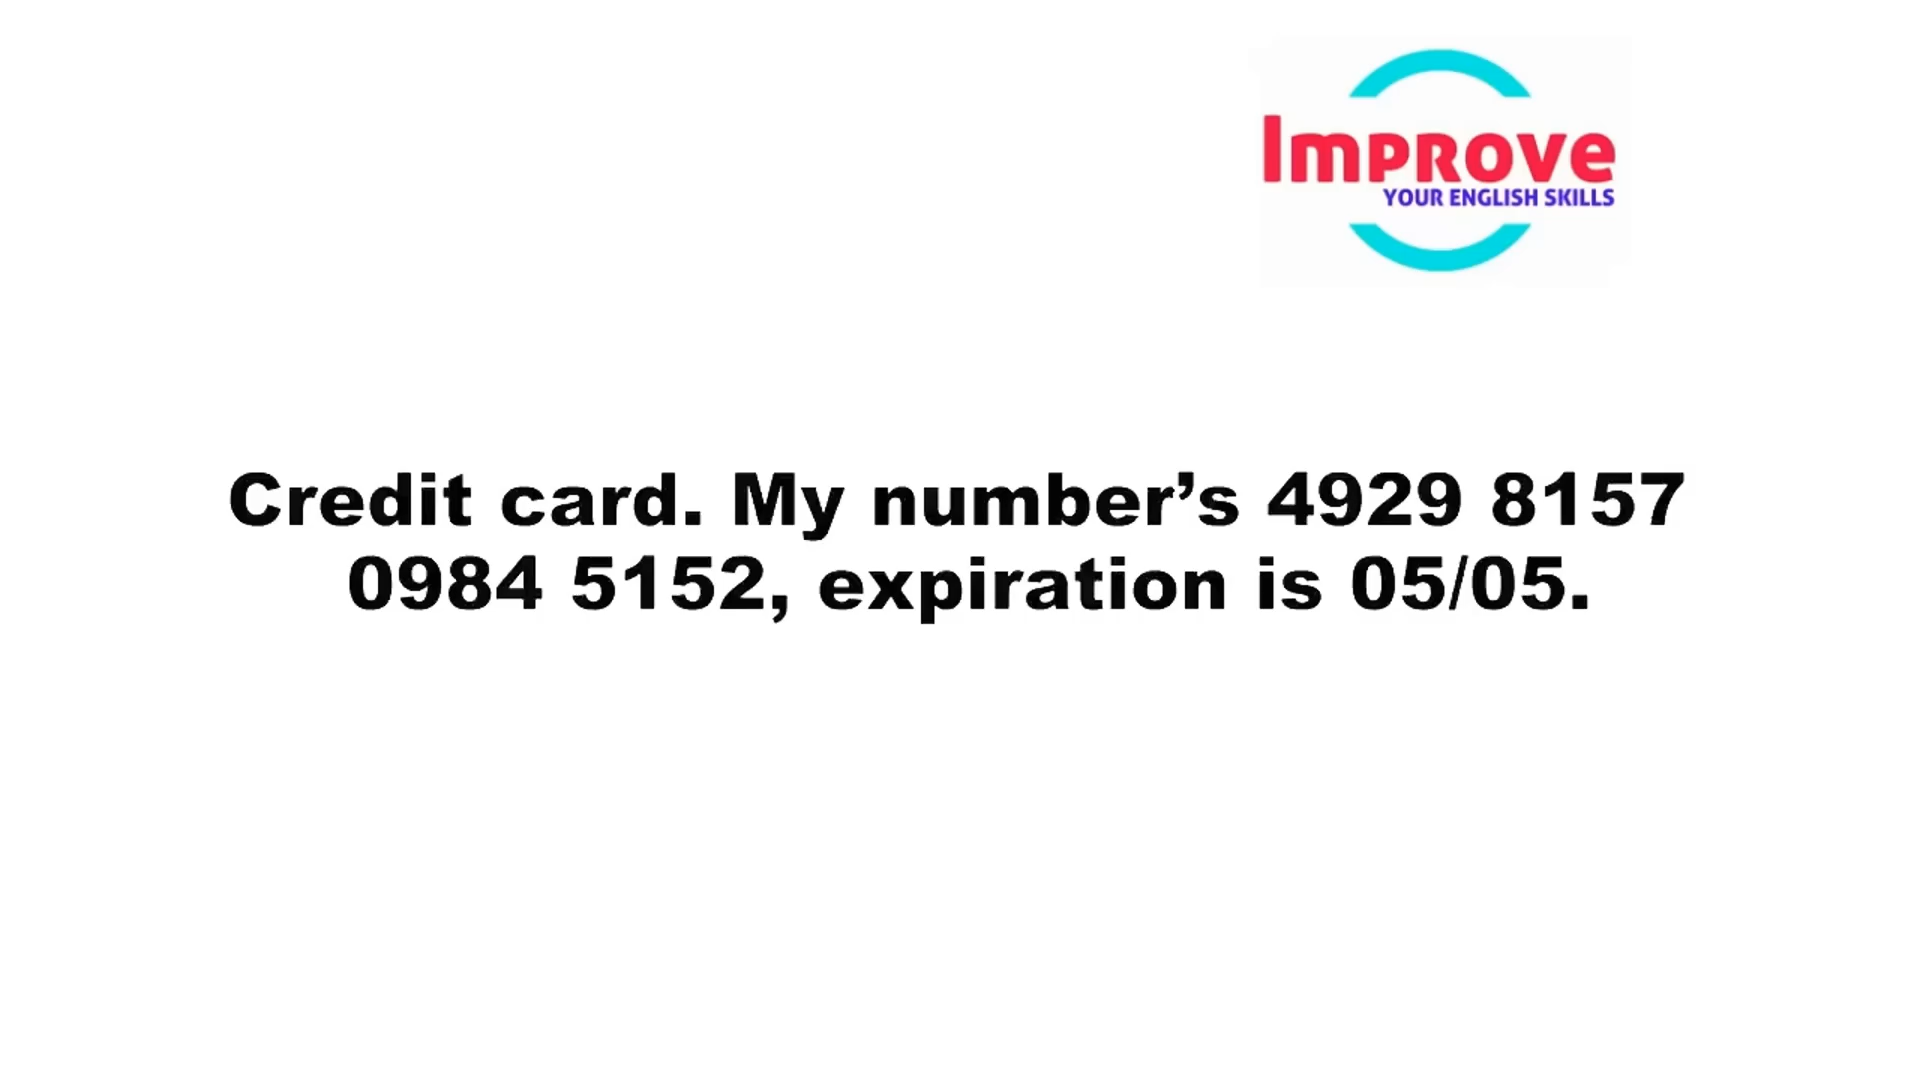 Improve
YOUR ENGLISH SKILLS
Credit card. My number’s 4929 8157
0984 5152, expiration is 05/05.